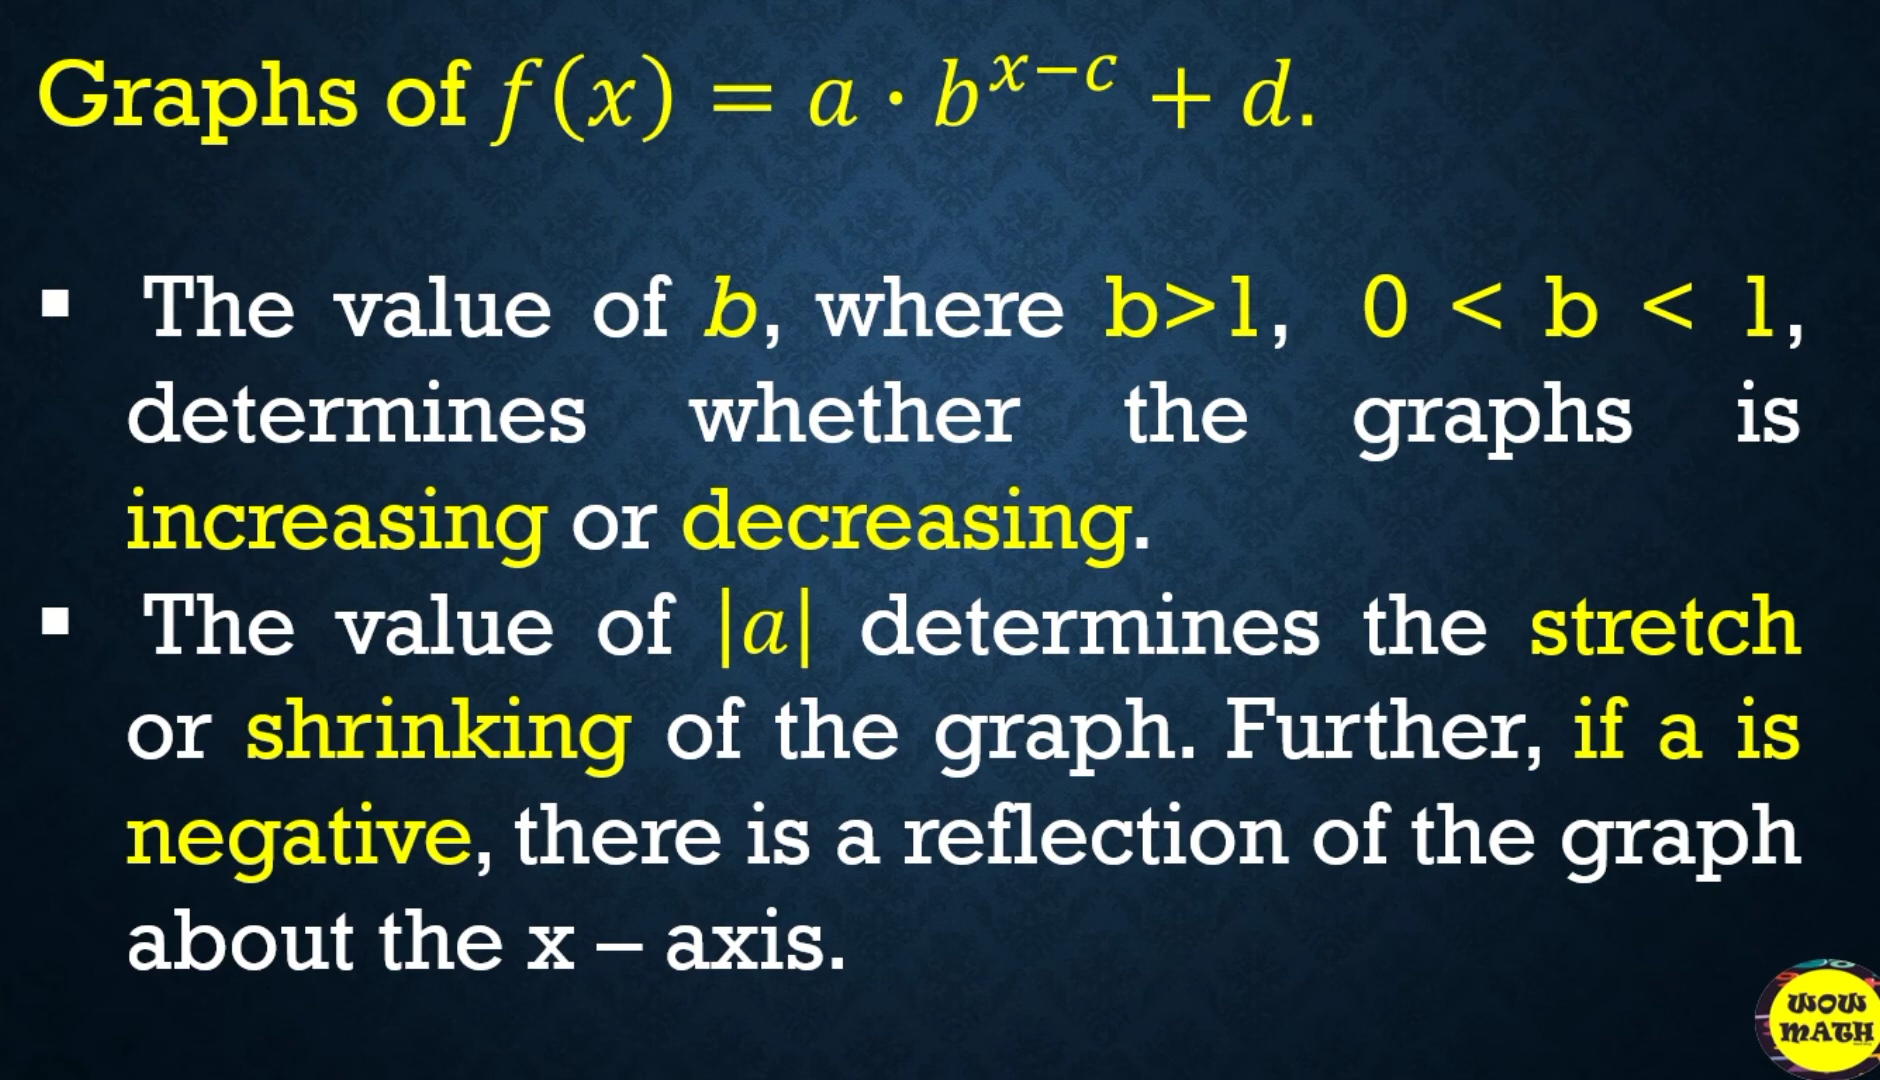 Graphs of f(x) = a · b^{x−c} + d.
▪ The value of b, where b>1, 0 < b < 1,
determines whether the graphs is
increasing or decreasing.
▪ The value of |a| determines the stretch
or shrinking of the graph. Further, if a is
negative, there is a reflection of the graph
about the x – axis.
WOW
MATH